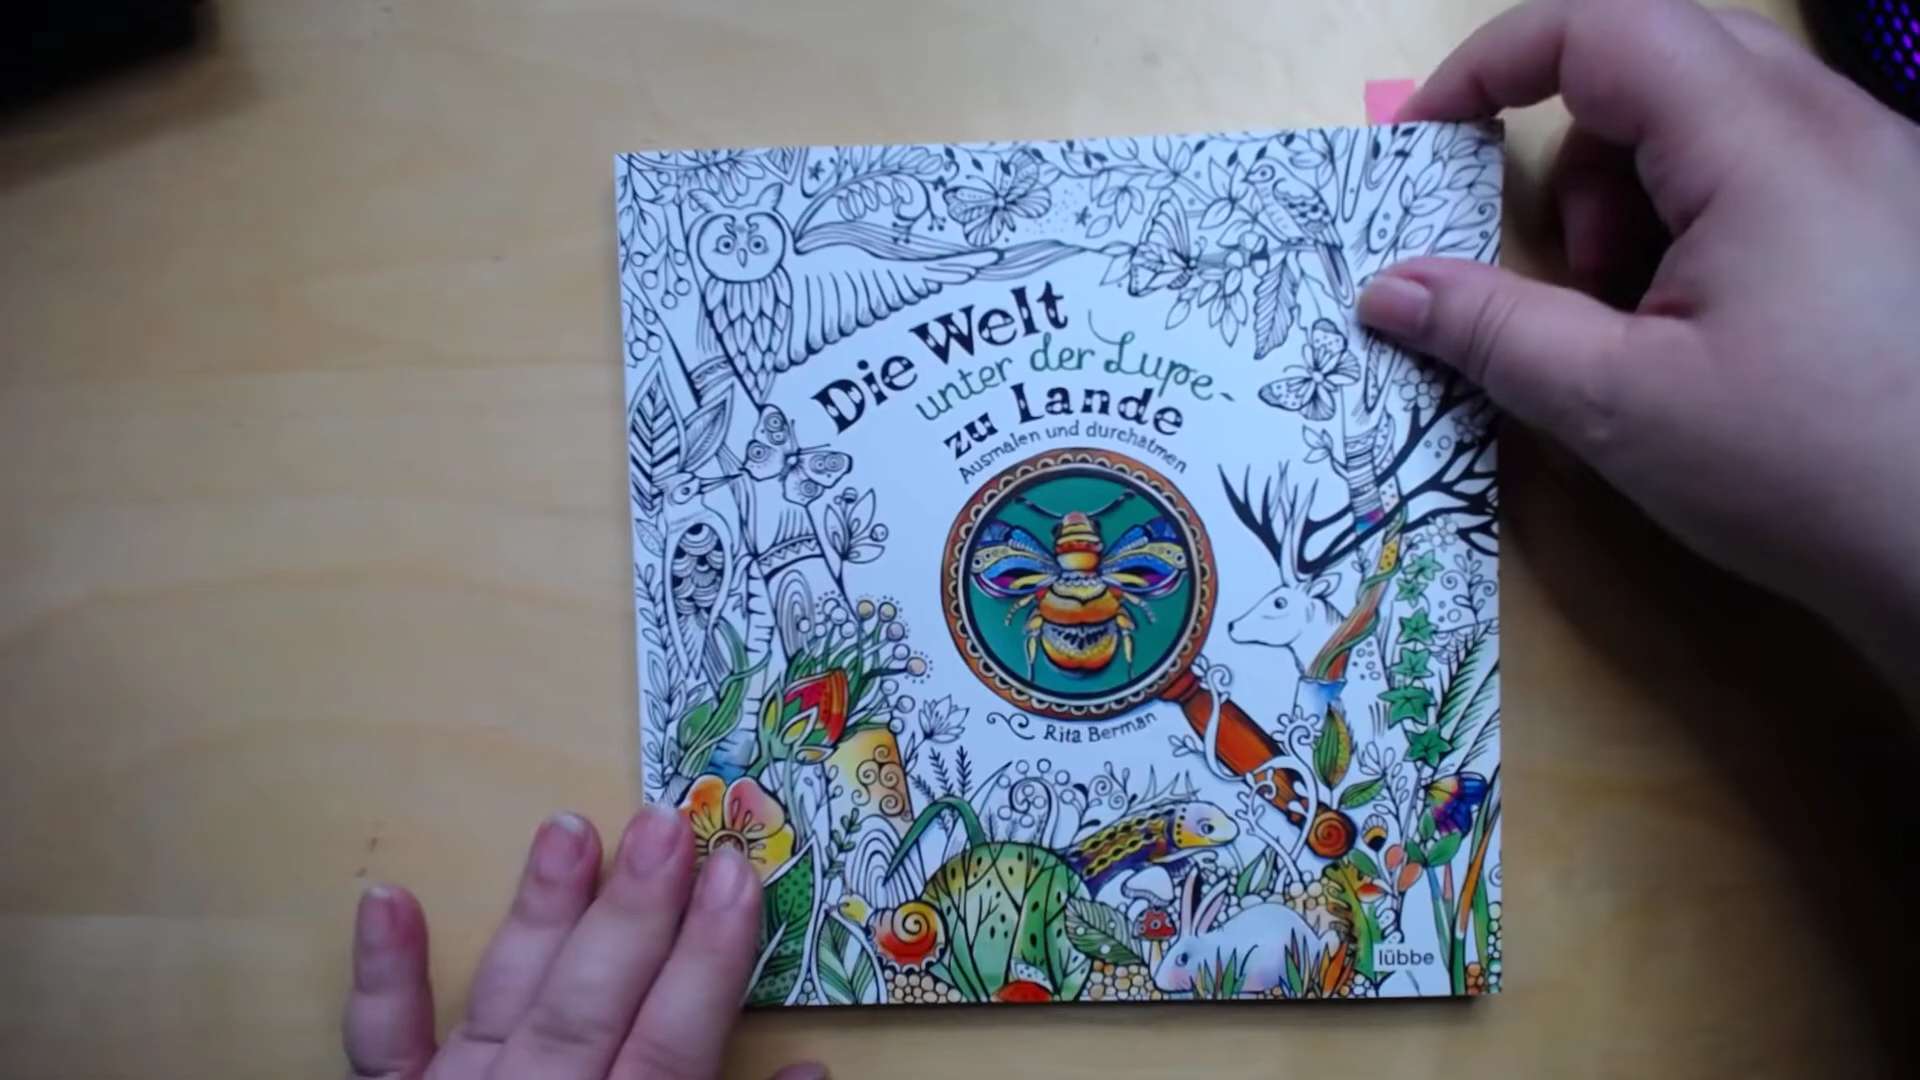 Die Welt
unter der Lupe-
zu Lande
Ausmalen und durchatmen
Rita Berman
lübbe